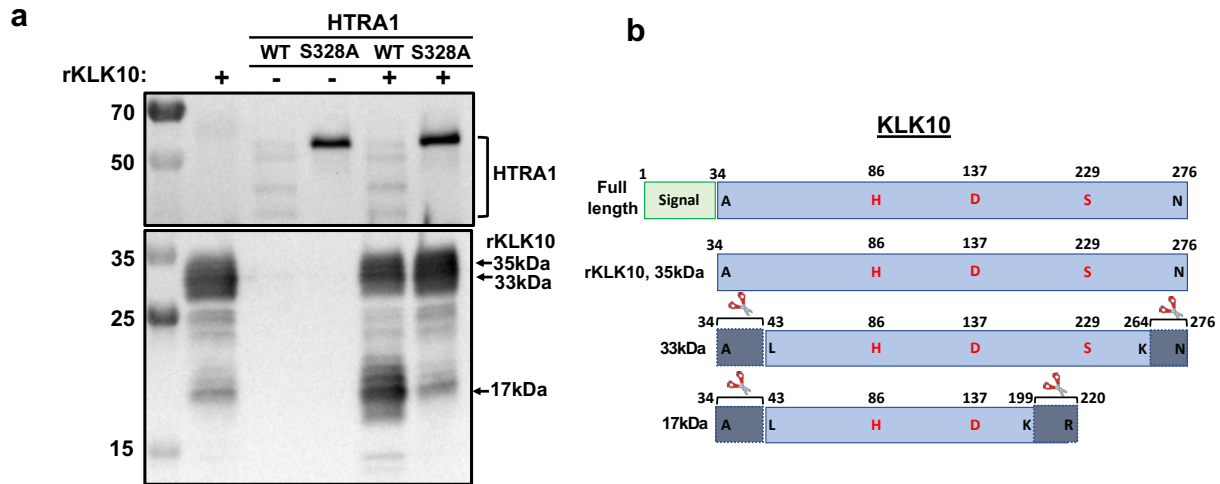 a
HTRA1
WT S328A WT S328A
rKLK10: + - - + +
70
50
HTRA1
rKLK10
35
35kDa
33kDa
25
17kDa
15
b
KLK10
1 34 86 137 229 276
Full length
Signal A H D S N
34 86 137 229 276
rKLK10, 35kDa A H D S N
34 43 86 137 229 264 276
33kDa A L H D S K N
34 43 86 137 199 220
17kDa A L H D K R